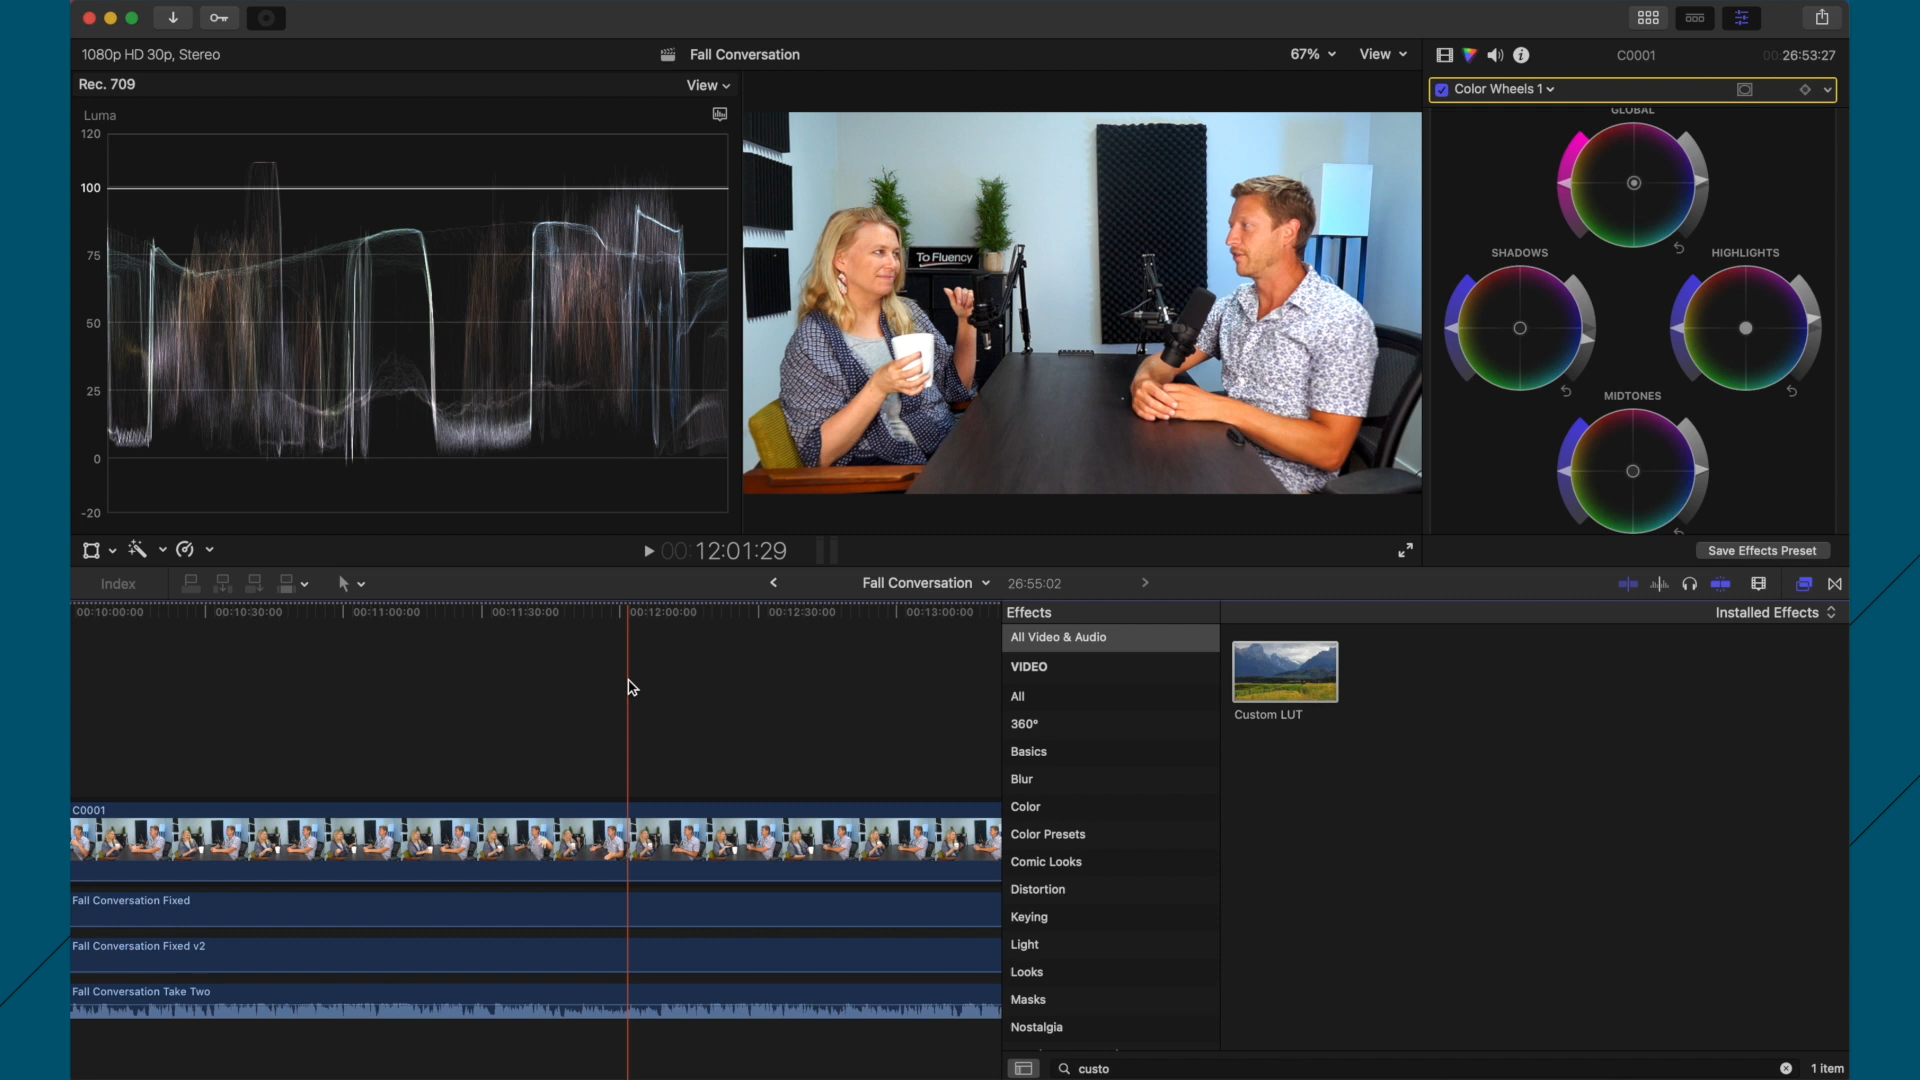 1080p HD 30p, Stereo
Fall Conversation
67%
View
C0001
00:26:53:27
Rec. 709
View
Color Wheels 1
Luma
120
100
75
50
25
0
-20
To Fluency
GLOBAL
SHADOWS
HIGHLIGHTS
MIDTONES
00:12:01:29
Save Effects Preset
Index
Fall Conversation
26:55:02
00:10:00:00
00:10:30:00
00:11:00:00
00:11:30:00
00:12:00:00
00:12:30:00
00:13:00:00
Effects
Installed Effects
All Video & Audio
VIDEO
All
360°
Basics
Blur
Color
Color Presets
Comic Looks
Distortion
Keying
Light
Looks
Masks
Nostalgia
Custom LUT
C0001
Fall Conversation Fixed
Fall Conversation Fixed v2
Fall Conversation Take Two
custo
1 item